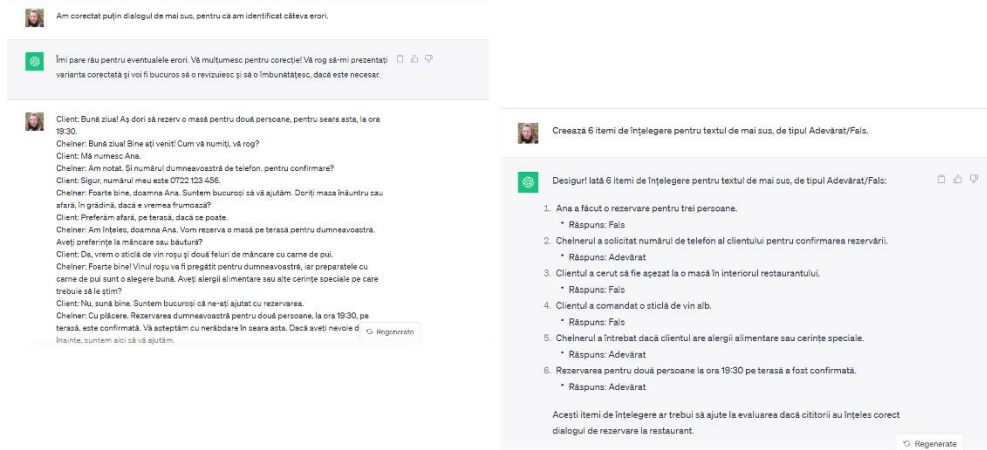 Am corectat puțin dialogul de mai sus, pentru că am identificat câteva erori.
Îmi pare rău pentru eventualele erori. Vă mulțumesc pentru corecție! Vă rog să-mi prezentați
varianta corectată și voi fi bucuros să o revizuiesc și să o îmbunătățesc, dacă este necesar.
Client: Bună ziua! Aș dori să rezerv o masă pentru două persoane, pentru seara asta, la ora
19:30.
Chelner: Bună ziua! Bine ați venit! Cum vă numiți, vă rog?
Client: Mă numesc Ana.
Chelner: Am notat. Și numărul dumneavoastră de telefon, pentru confirmare?
Client: Sigur, numărul meu este 0722 123 456.
Chelner: Foarte bine, doamna Ana. Suntem bucuroși să vă ajutăm. Doriți masa înăuntru sau
afară, în grădină, dacă e vremea frumoasă?
Client: Preferăm afară, pe terasă, dacă se poate.
Chelner: Am înțeles, doamna Ana. Vom rezerva o masă pe terasă pentru dumneavoastră.
Aveți preferințe la mâncare sau băutură?
Client: Da, vrem o sticlă de vin roșu și două feluri de mâncare cu carne de pui.
Chelner: Foarte bine! Vinul roșu va fi pregătit pentru dumneavoastră, iar preparatele cu
carne de pui sunt o alegere bună. Aveți alergii alimentare sau alte cerințe speciale pe care
trebuie să le știm?
Client: Nu, sună bine. Suntem bucuroși că ne-ați ajutat cu rezervarea.
Chelner: Cu plăcere. Rezervarea dumneavoastră pentru două persoane, la ora 19:30, pe
terasă, este confirmată. Vă așteptăm cu nerăbdare în seara asta. Dacă aveți nevoie d
înainte, suntem aici să vă ajutăm.
Regenerate
Creează 6 itemi de înțelegere pentru textul de mai sus, de tipul Adevărat/Fals.
Desigur! Iată 6 itemi de înțelegere pentru textul de mai sus, de tipul Adevărat/Fals:
1. Ana a făcut o rezervare pentru trei persoane.
• Răspuns: Fals
2. Chelnerul a solicitat numărul de telefon al clientului pentru confirmarea rezervării.
• Răspuns: Adevărat
3. Clientul a cerut să fie așezat la o masă în interiorul restaurantului.
• Răspuns: Fals
4. Clientul a comandat o sticlă de vin alb.
• Răspuns: Fals
5. Chelnerul a întrebat dacă clientul are alergii alimentare sau cerințe speciale.
• Răspuns: Adevărat
6. Rezervarea pentru două persoane la ora 19:30 pe terasă a fost confirmată.
• Răspuns: Adevărat
Acești itemi de înțelegere ar trebui să ajute la evaluarea dacă cititorii au înțeles corect
dialogul de rezervare la restaurant.
Regenerate